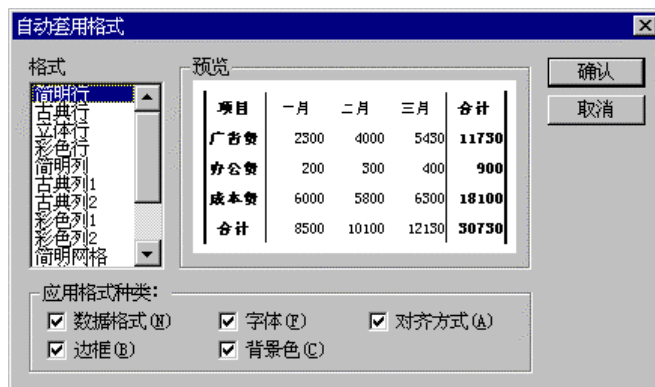 自动套用格式
格式
简明行
古典行
立体行
彩色行
简明列
古典列1
古典列2
彩色列1
彩色列2
简明网格
预览
项目 一月 二月 三月 合计
广告费 2300 4000 5430 11730
办公费 200 300 400 900
成本费 6000 5800 6300 18100
合计 8500 10100 12130 30730
确认
取消
应用格式种类:
数据格式(N) 字体(F) 对齐方式(A)
边框(B) 背景色(C)